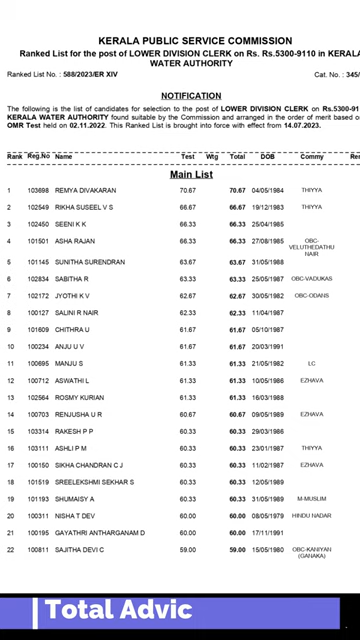 KERALA PUBLIC SERVICE COMMISSION
Ranked List for the post of LOWER DIVISION CLERK on Rs. Rs.5300-9110 in KERALA
WATER AUTHORITY
Ranked List No. : 588/2023/ER XIV Cat. No. : 345/
NOTIFICATION
The following is the list of candidates for selection to the post of LOWER DIVISION CLERK on Rs.5300-91
KERALA WATER AUTHORITY found suitable by the Commission and arranged in the order of merit based on
OMR Test held on 02.11.2022. This Ranked List is brought into force with effect from 14.07.2023.
Rank Reg.No Name Test Wtg Total DOB Commy Rem
Main List
1 103698 REMYA DIVAKARAN 70.67 70.67 04/05/1984 THIYYA
2 102549 RIKHA SUSEEL V S 66.67 66.67 19/12/1983 THIYYA
3 102450 SEENI K K 66.33 66.33 25/04/1985
4 101501 ASHA RAJAN 66.33 66.33 27/08/1985 OBC-
VELUTHEDATHU
NAIR
5 101145 SUNITHA SURENDRAN 63.67 63.67 31/05/1988
6 102834 SABITHA R 63.33 63.33 25/05/1987 OBC-VADUKAS
7 102172 JYOTHI K V 62.67 62.67 30/05/1982 OBC-ODANS
8 100127 SALINI R NAIR 62.33 62.33 11/04/1987
9 101609 CHITHRA U 61.67 61.67 05/10/1987
10 100234 ANJU U V 61.67 61.67 20/03/1991
11 100695 MANJU S 61.33 61.33 21/05/1982 LC
12 100712 ASWATHI L 61.33 61.33 10/05/1986 EZHAVA
13 102564 ROSMY KURIAN 61.33 61.33 16/03/1988
14 100703 RENJUSHA U R 60.67 60.67 09/05/1989 EZHAVA
15 103314 RAKESH P P 60.33 60.33 29/03/1986
16 103111 ASHLI P M 60.33 60.33 23/01/1987 THIYYA
17 100150 SIKHA CHANDRAN C J 60.33 60.33 11/02/1987 EZHAVA
18 101519 SREELEKSHMI SEKHAR S 60.33 60.33 12/05/1989
19 101193 SHUMAISY A 60.33 60.33 31/05/1989 M-MUSLIM
20 100311 NISHA T DEV 60.00 60.00 08/05/1979 HINDU NADAR
21 100195 GAYATHRI ANTHARGANAM D 60.00 60.00 17/11/1991
22 100811 SAJITHA DEVI C 59.00 59.00 15/05/1980 OBC-KANIYAN
(GANAKA)
Total Advic